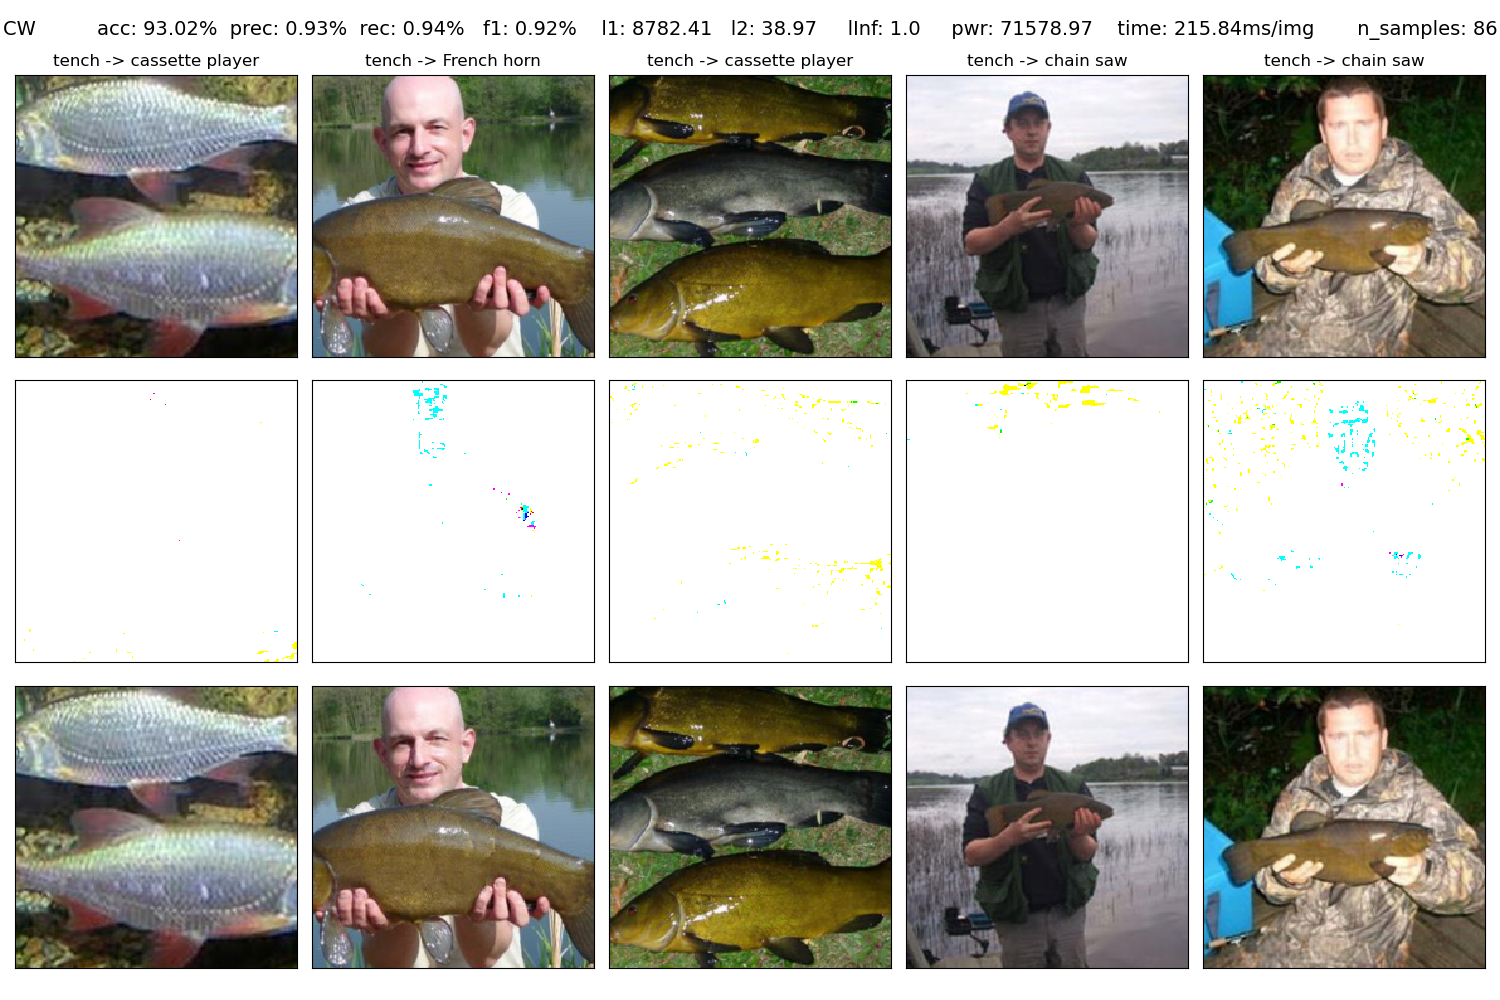 CW acc: 93.02% prec: 0.93% rec: 0.94% f1: 0.92% l1: 8782.41 l2: 38.97 lInf: 1.0 pwr: 71578.97 time: 215.84ms/img n_samples: 86
tench -> cassette player tench -> French horn tench -> cassette player tench -> chain saw tench -> chain saw